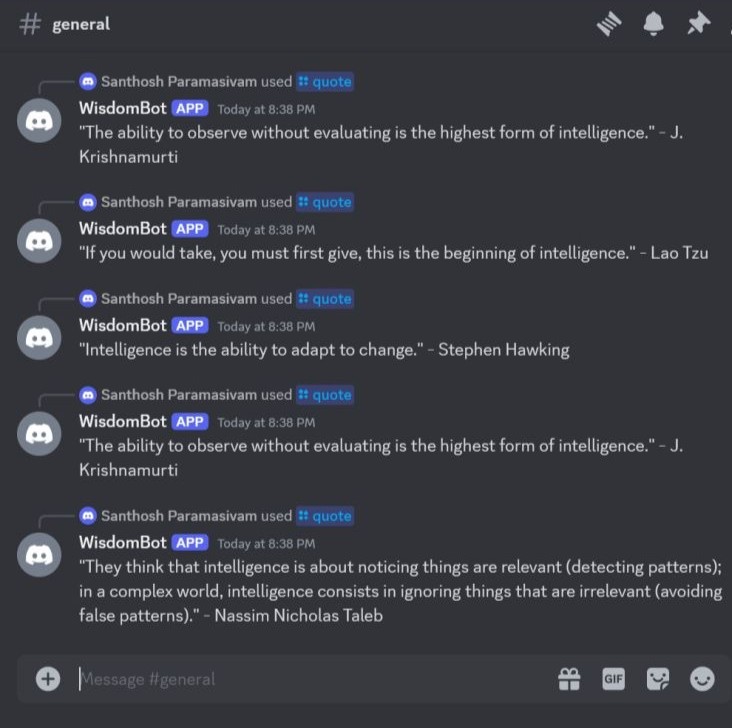 # general
Santhosh Paramasivam used quote
WisdomBot APP Today at 8:38 PM
"The ability to observe without evaluating is the highest form of intelligence." - J.
Krishnamurti
Santhosh Paramasivam used quote
WisdomBot APP Today at 8:38 PM
"If you would take, you must first give, this is the beginning of intelligence." - Lao Tzu
Santhosh Paramasivam used quote
WisdomBot APP Today at 8:38 PM
"Intelligence is the ability to adapt to change." - Stephen Hawking
Santhosh Paramasivam used quote
WisdomBot APP Today at 8:38 PM
"The ability to observe without evaluating is the highest form of intelligence." - J.
Krishnamurti
Santhosh Paramasivam used quote
WisdomBot APP Today at 8:38 PM
"They think that intelligence is about noticing things are relevant (detecting patterns);
in a complex world, intelligence consists in ignoring things that are irrelevant (avoiding
false patterns)." - Nassim Nicholas Taleb
Message #general GIF